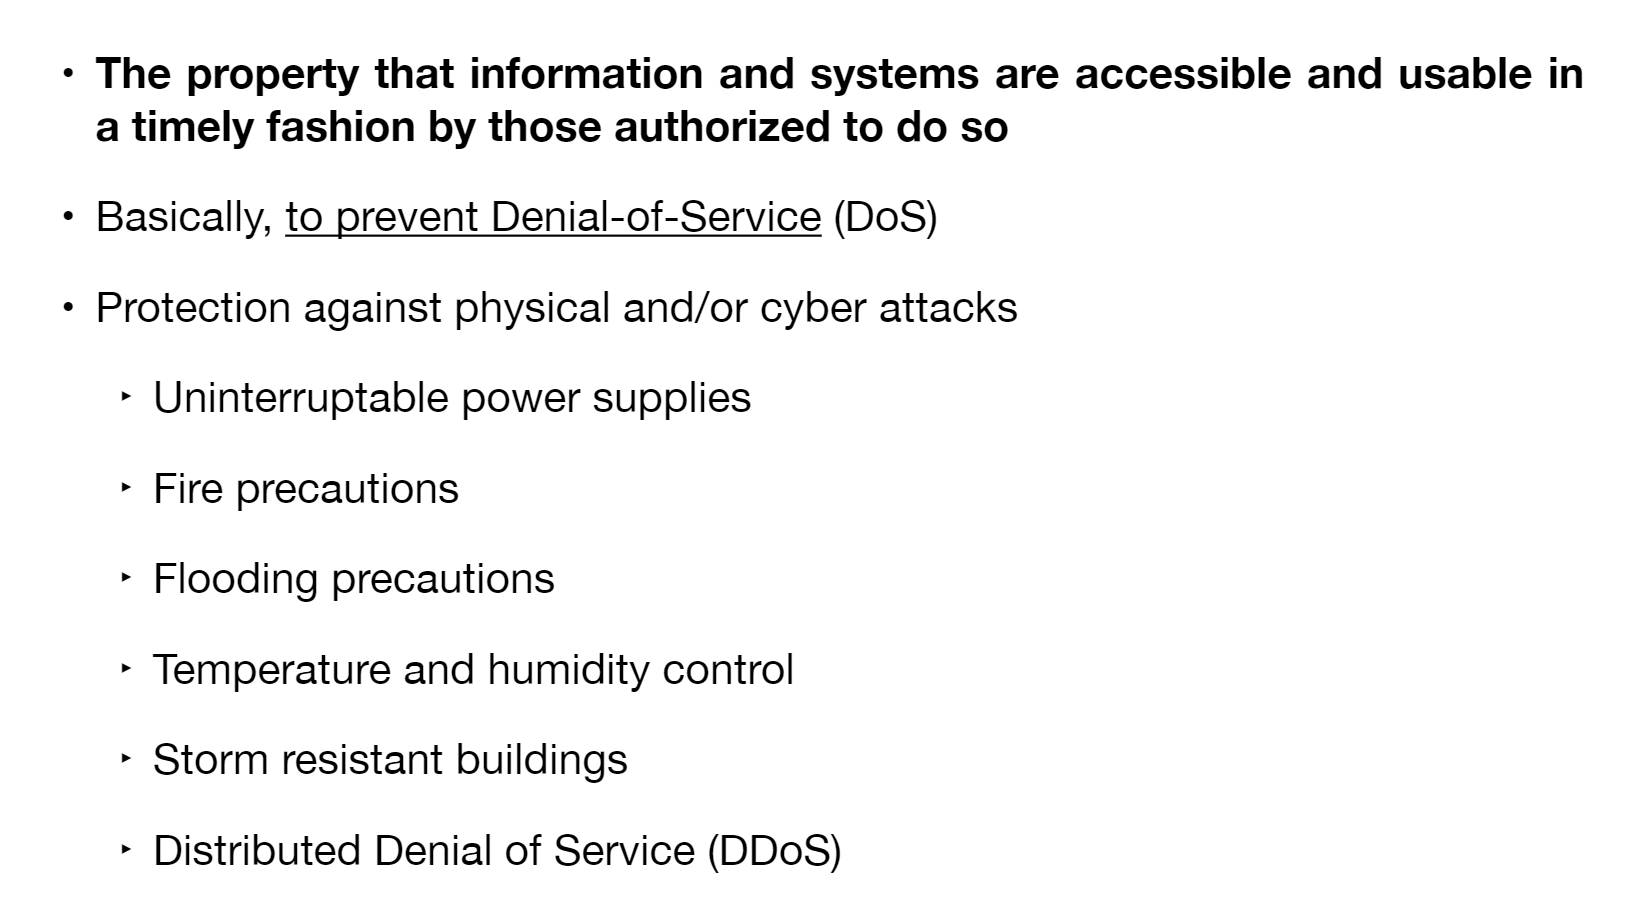 • The property that information and systems are accessible and usable in
a timely fashion by those authorized to do so
• Basically, to prevent Denial-of-Service (DoS)
• Protection against physical and/or cyber attacks
‣ Uninterruptable power supplies
‣ Fire precautions
‣ Flooding precautions
‣ Temperature and humidity control
‣ Storm resistant buildings
‣ Distributed Denial of Service (DDoS)